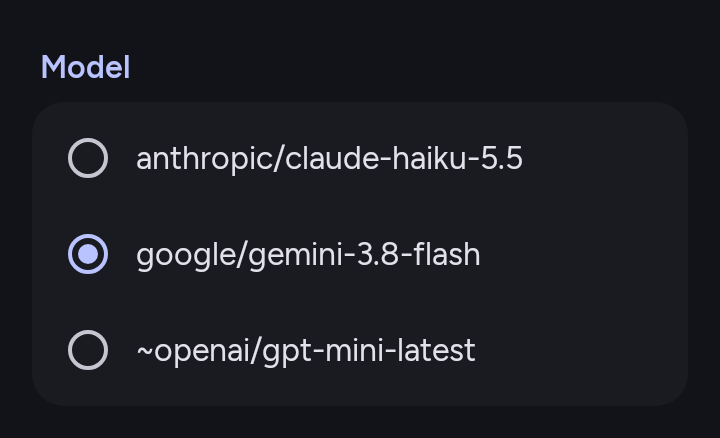 Model
anthropic/claude-haiku-5.5
google/gemini-3.8-flash
~openai/gpt-mini-latest